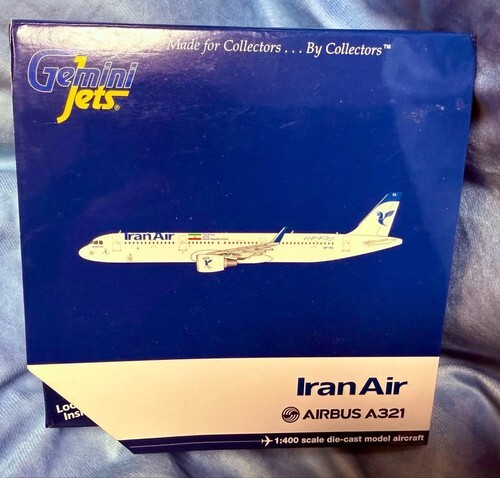 Made for Collectors . . . By Collectors™
Gemini
Jets®
IranAir
IranAir
AIRBUS A321
1:400 scale die-cast model aircraft